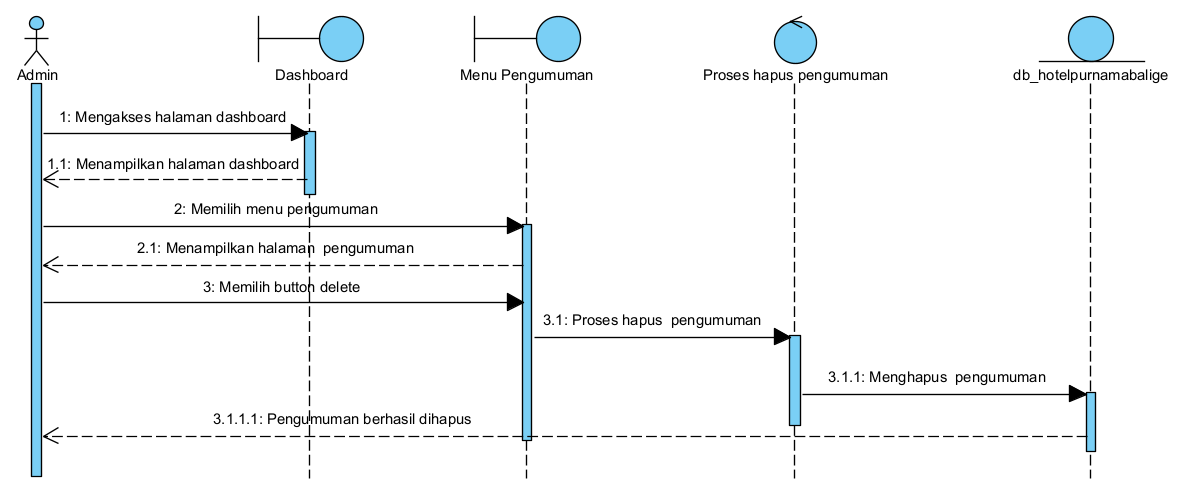 Admin
Dashboard
Menu Pengumuman
Proses hapus pengumuman
db_hotelpurnamabalige
1: Mengakses halaman dashboard
1.1: Menampilkan halaman dashboard
2: Memilih menu pengumuman
2.1: Menampilkan halaman  pengumuman
3: Memilih button delete
3.1: Proses hapus  pengumuman
3.1.1: Menghapus  pengumuman
3.1.1.1: Pengumuman berhasil dihapus